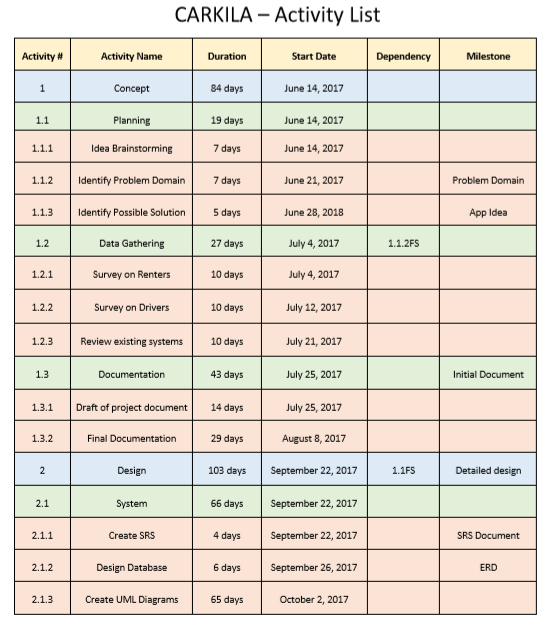 CARKILA – Activity List
Activity # Activity Name Duration Start Date Dependency Milestone
1 Concept 84 days June 14, 2017
1.1 Planning 19 days June 14, 2017
1.1.1 Idea Brainstorming 7 days June 14, 2017
1.1.2 Identify Problem Domain 7 days June 21, 2017 Problem Domain
1.1.3 Identify Possible Solution 5 days June 28, 2018 App Idea
1.2 Data Gathering 27 days July 4, 2017 1.1.2FS
1.2.1 Survey on Renters 10 days July 4, 2017
1.2.2 Survey on Drivers 10 days July 12, 2017
1.2.3 Review existing systems 10 days July 21, 2017
1.3 Documentation 43 days July 25, 2017 Initial Document
1.3.1 Draft of project document 14 days July 25, 2017
1.3.2 Final Documentation 29 days August 8, 2017
2 Design 103 days September 22, 2017 1.1FS Detailed design
2.1 System 66 days September 22, 2017
2.1.1 Create SRS 4 days September 22, 2017 SRS Document
2.1.2 Design Database 6 days September 26, 2017 ERD
2.1.3 Create UML Diagrams 65 days October 2, 2017